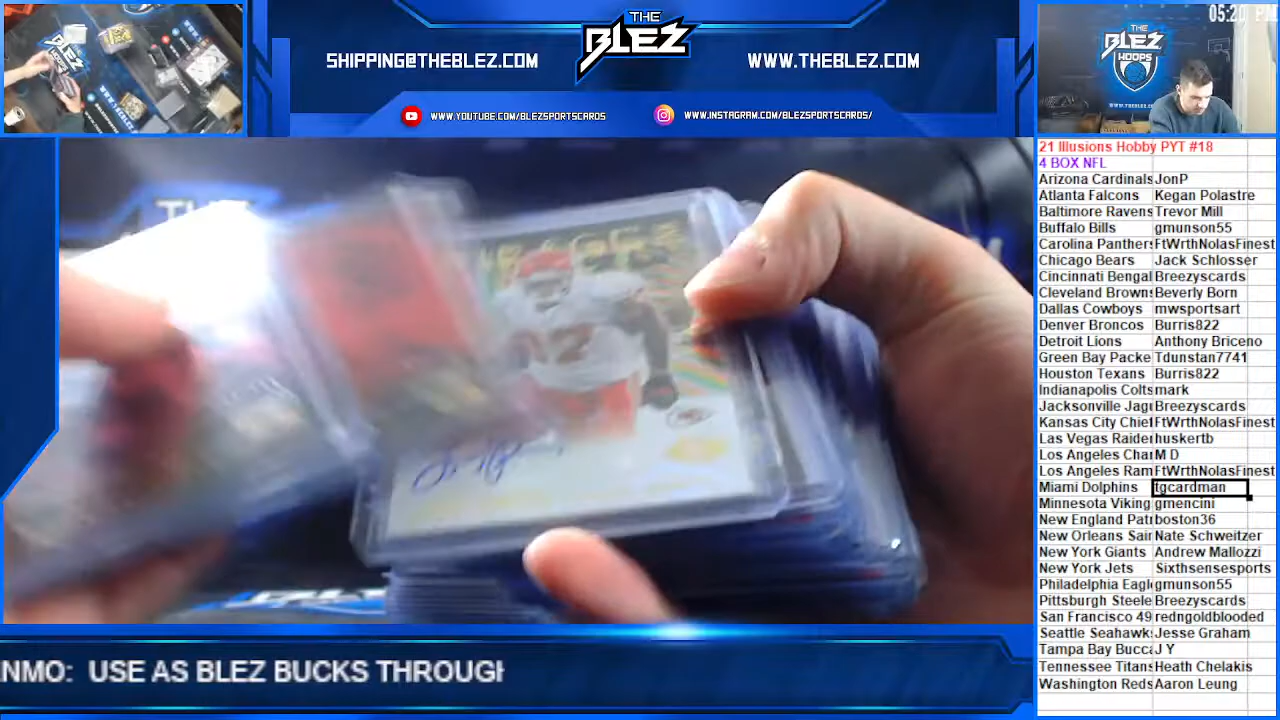 05:20 PM
THE
BLEZ
SHIPPING@THEBLEZ.COM
WWW.THEBLEZ.COM
WWW.YOUTUBE.COM/BLEZSPORTSCARDS
WWW.INSTAGRAM.COM/BLEZSPORTSCARDS/
THE
BLEZ
HOOPS
21 Illusions Hobby PYT #18
4 BOX NFL
Arizona Cardinals JonP
Atlanta Falcons Kegan Polastre
Baltimore Ravens Trevor Mill
Buffalo Bills gmunson55
Carolina Panthers FtWrthNolasFinest
Chicago Bears Jack Schlosser
Cincinnati Bengal Breezyscards
Cleveland Browns Beverly Born
Dallas Cowboys mwsportsart
Denver Broncos Burris822
Detroit Lions Anthony Briceno
Green Bay Packe Tdunstan7741
Houston Texans Burris822
Indianapolis Colts mark
Jacksonville Jagu Breezyscards
Kansas City Chief FtWrthNolasFinest
Las Vegas Raider huskertb
Los Angeles Char M D
Los Angeles Ram FtWrthNolasFinest
Miami Dolphins tgcardman
Minnesota Viking gmencini
New England Patr boston36
New Orleans Sain Nate Schweitzer
New York Giants Andrew Mallozzi
New York Jets Sixthsensesports
Philadelphia Eagl gmunson55
Pittsburgh Steele Breezyscards
San Francisco 49 redngoldblooded
Seattle Seahawk Jesse Graham
Tampa Bay Bucca J Y
Tennessee Titans Heath Chelakis
Washington Reds Aaron Leung
NMO: USE AS BLEZ BUCKS THROUGH